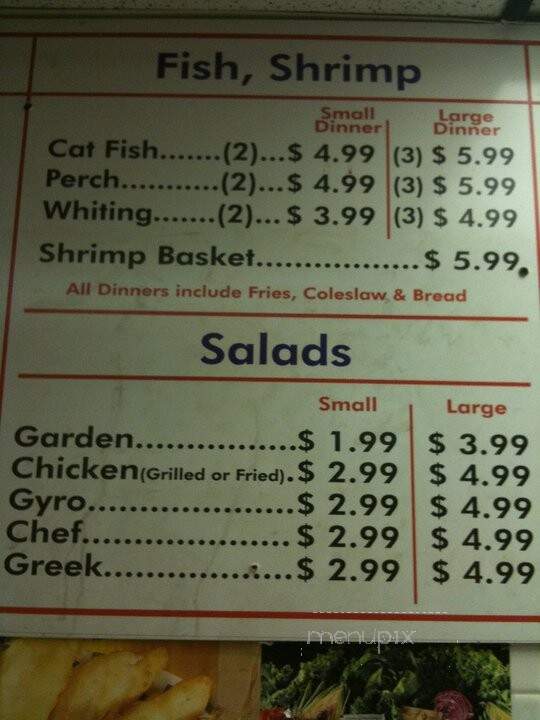 Fish, Shrimp
Small Dinner Large Dinner
Cat Fish.......(2)...$ 4.99 (3) $ 5.99
Perch............(2)...$ 4.99 (3) $ 5.99
Whiting.......(2)...$ 3.99 (3) $ 4.99
Shrimp Basket.................$ 5.99
All Dinners include Fries, Coleslaw & Bread
Salads
Small Large
Garden.................$ 1.99 $ 3.99
Chicken(Grilled or Fried).$ 2.99 $ 4.99
Gyro.....................$ 2.99 $ 4.99
Chef..................... $ 2.99 $ 4.99
Greek...................$ 2.99 $ 4.99
menupix